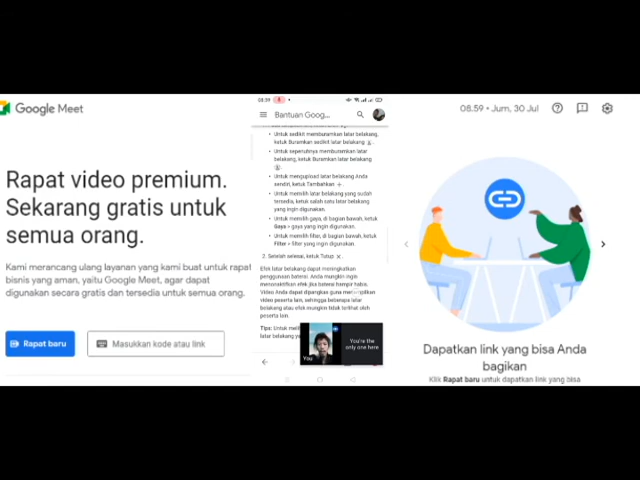 Google Meet
Rapat video premium.
Sekarang gratis untuk
semua orang.
Kami merancang ulang layanan yang kami buat untuk rapat
bisnis yang aman, yaitu Google Meet, agar dapat
digunakan secara gratis dan tersedia untuk semua orang.
Rapat baru
Masukkan kode atau link
08.59
Bantuan Goog...
Untuk sedikit memburamkan latar belakang,
ketuk Buramkan sedikit latar belakang
Untuk sepenuhnya memburamkan latar
belakang, ketuk Buramkan latar belakang
Untuk mengupload latar belakang Anda
sendiri, ketuk Tambahkan +.
Untuk memilih latar belakang yang sudah
tersedia, ketuk salah satu latar belakang
yang ingin digunakan.
Untuk memilih gaya, di bagian bawah, ketuk
Gaya > gaya yang ingin digunakan.
Untuk memilih filter, di bagian bawah, ketuk
Filter > filter yang ingin digunakan.
2. Setelah selesai, ketuk Tutup X.
Efek latar belakang dapat meningkatkan
penggunaan baterai. Anda mungkin ingin
menonaktifkan efek jika baterai hampir habis.
Video Anda dapat dipangkas guna menampilkan
video peserta lain, sehingga beberapa latar
belakang atau efek mungkin tidak terlihat oleh
peserta lain.
Tips: Untuk
latar belakang
You
You're the
only one here
08.59 • Jum, 30 Jul
Dapatkan link yang bisa Anda
bagikan
Klik Rapat baru untuk dapatkan link yang bisa